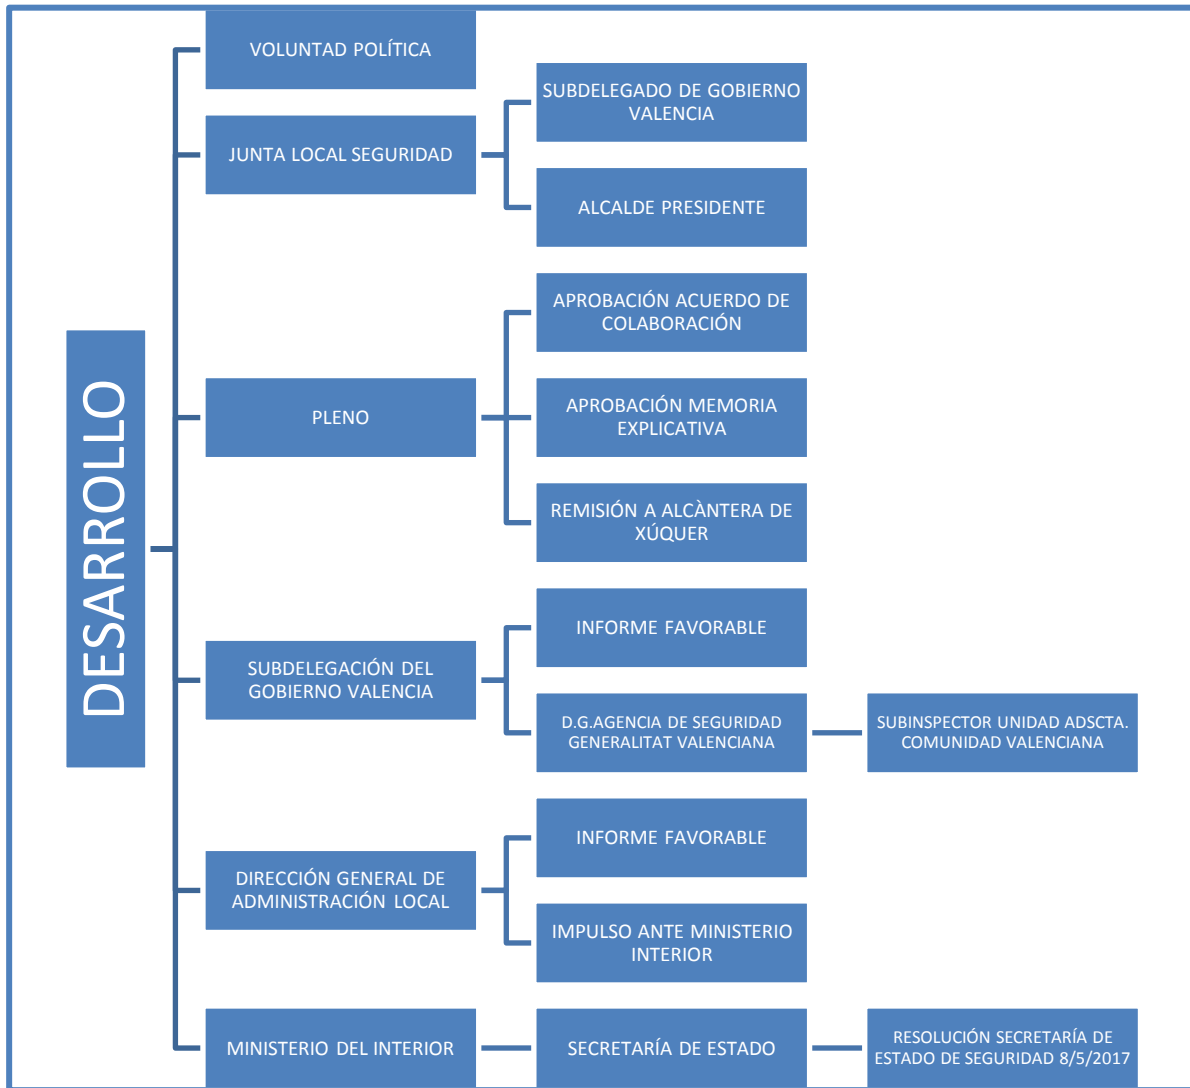 DESARROLLO
VOLUNTAD POLÍTICA
JUNTA LOCAL SEGURIDAD
SUBDELEGADO DE GOBIERNO
VALENCIA
ALCALDE PRESIDENTE
PLENO
APROBACIÓN ACUERDO DE
COLABORACIÓN
APROBACIÓN MEMORIA
EXPLICATIVA
REMISIÓN A ALCÀNTERA DE
XÚQUER
SUBDELEGACIÓN DEL
GOBIERNO VALENCIA
INFORME FAVORABLE
D.G.AGENCIA DE SEGURIDAD
GENERALITAT VALENCIANA
SUBINSPECTOR UNIDAD ADSCTA.
COMUNIDAD VALENCIANA
DIRECCIÓN GENERAL DE
ADMINISTRACIÓN LOCAL
INFORME FAVORABLE
IMPULSO ANTE MINISTERIO
INTERIOR
MINISTERIO DEL INTERIOR
SECRETARÍA DE ESTADO
RESOLUCIÓN SECRETARÍA DE
ESTADO DE SEGURIDAD 8/5/2017